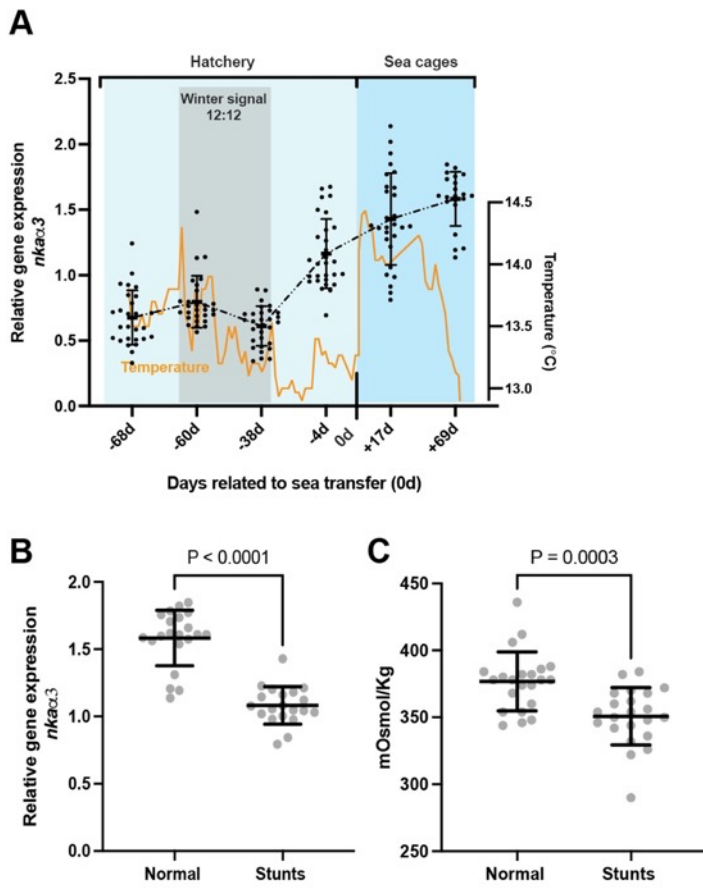 A
Hatchery
Sea cages
Winter signal
12:12
Relative gene expression
nkaα3
2.5
2.0
1.5
1.0
0.5
0.0
Temperature
14.5
14.0
13.5
13.0
Temperature (°C)
-68d
-60d
-38d
-4d
0d
+17d
+69d
Days related to sea transfer (0d)
B
P < 0.0001
Relative gene expression
nkaα3
2.0
1.5
1.0
0.5
0.0
Normal
Stunts
C
P = 0.0003
mOsmol/Kg
450
400
350
300
250
Normal
Stunts